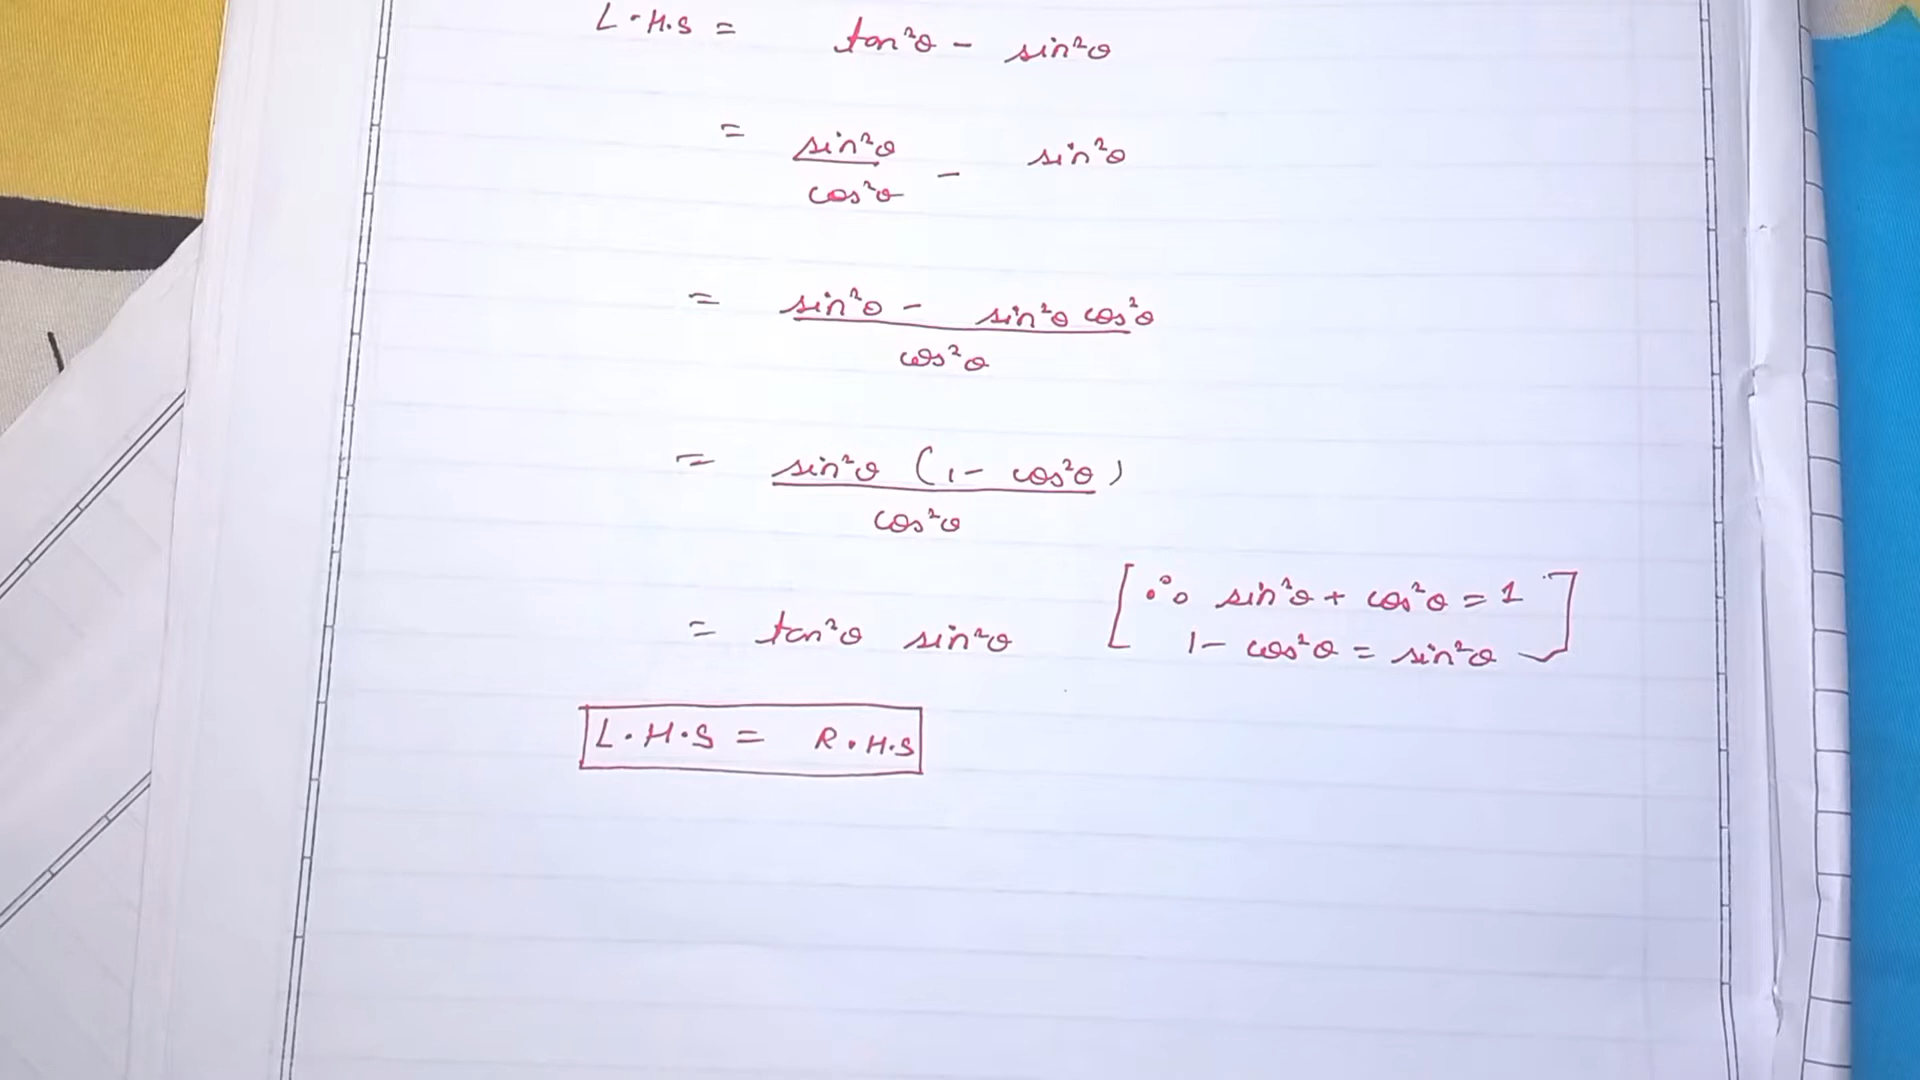 L.H.S = tan²θ - sin²θ
= sin²θ/cos²θ - sin²θ
= sin²θ - sin²θ cos²θ
cos²θ
= sin²θ (1 - cos²θ)
cos²θ
= tan²θ sin²θ [∵ sin²θ + cos²θ = 1
1 - cos²θ = sin²θ]
L.H.S = R.H.S